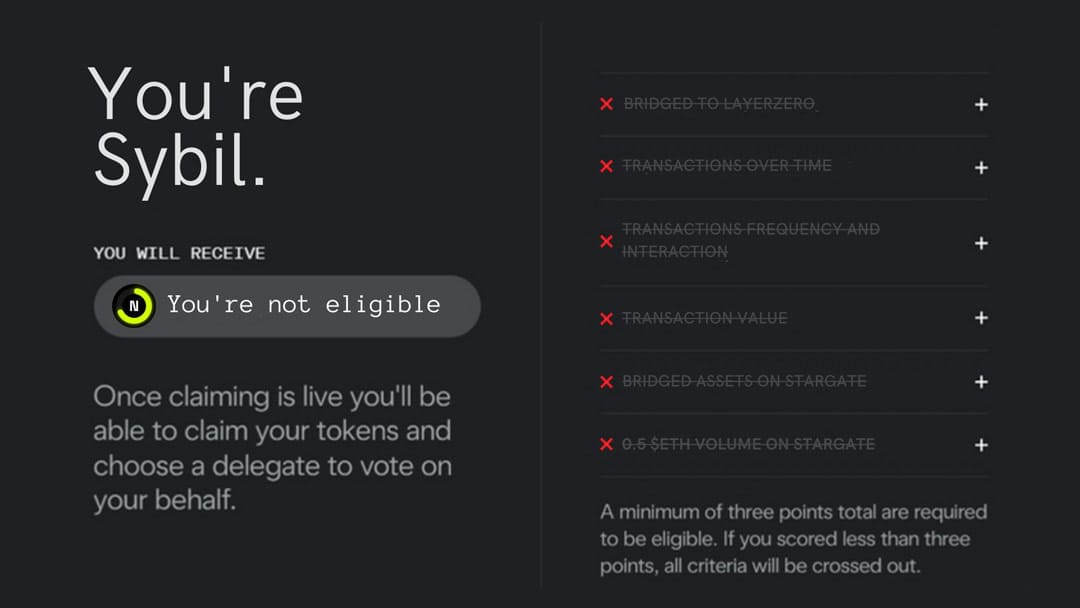 You're
Sybil.
YOU WILL RECEIVE
N You're not eligible
Once claiming is live you'll be
able to claim your tokens and
choose a delegate to vote on
your behalf.
BRIDGED TO LAYERZERO
TRANSACTIONS OVER TIME
TRANSACTIONS FREQUENCY AND
INTERACTION
TRANSACTION VALUE
BRIDGED ASSETS ON STARGATE
0.5 $ETH VOLUME ON STARGATE
A minimum of three points total are required
to be eligible. If you scored less than three
points, all criteria will be crossed out.